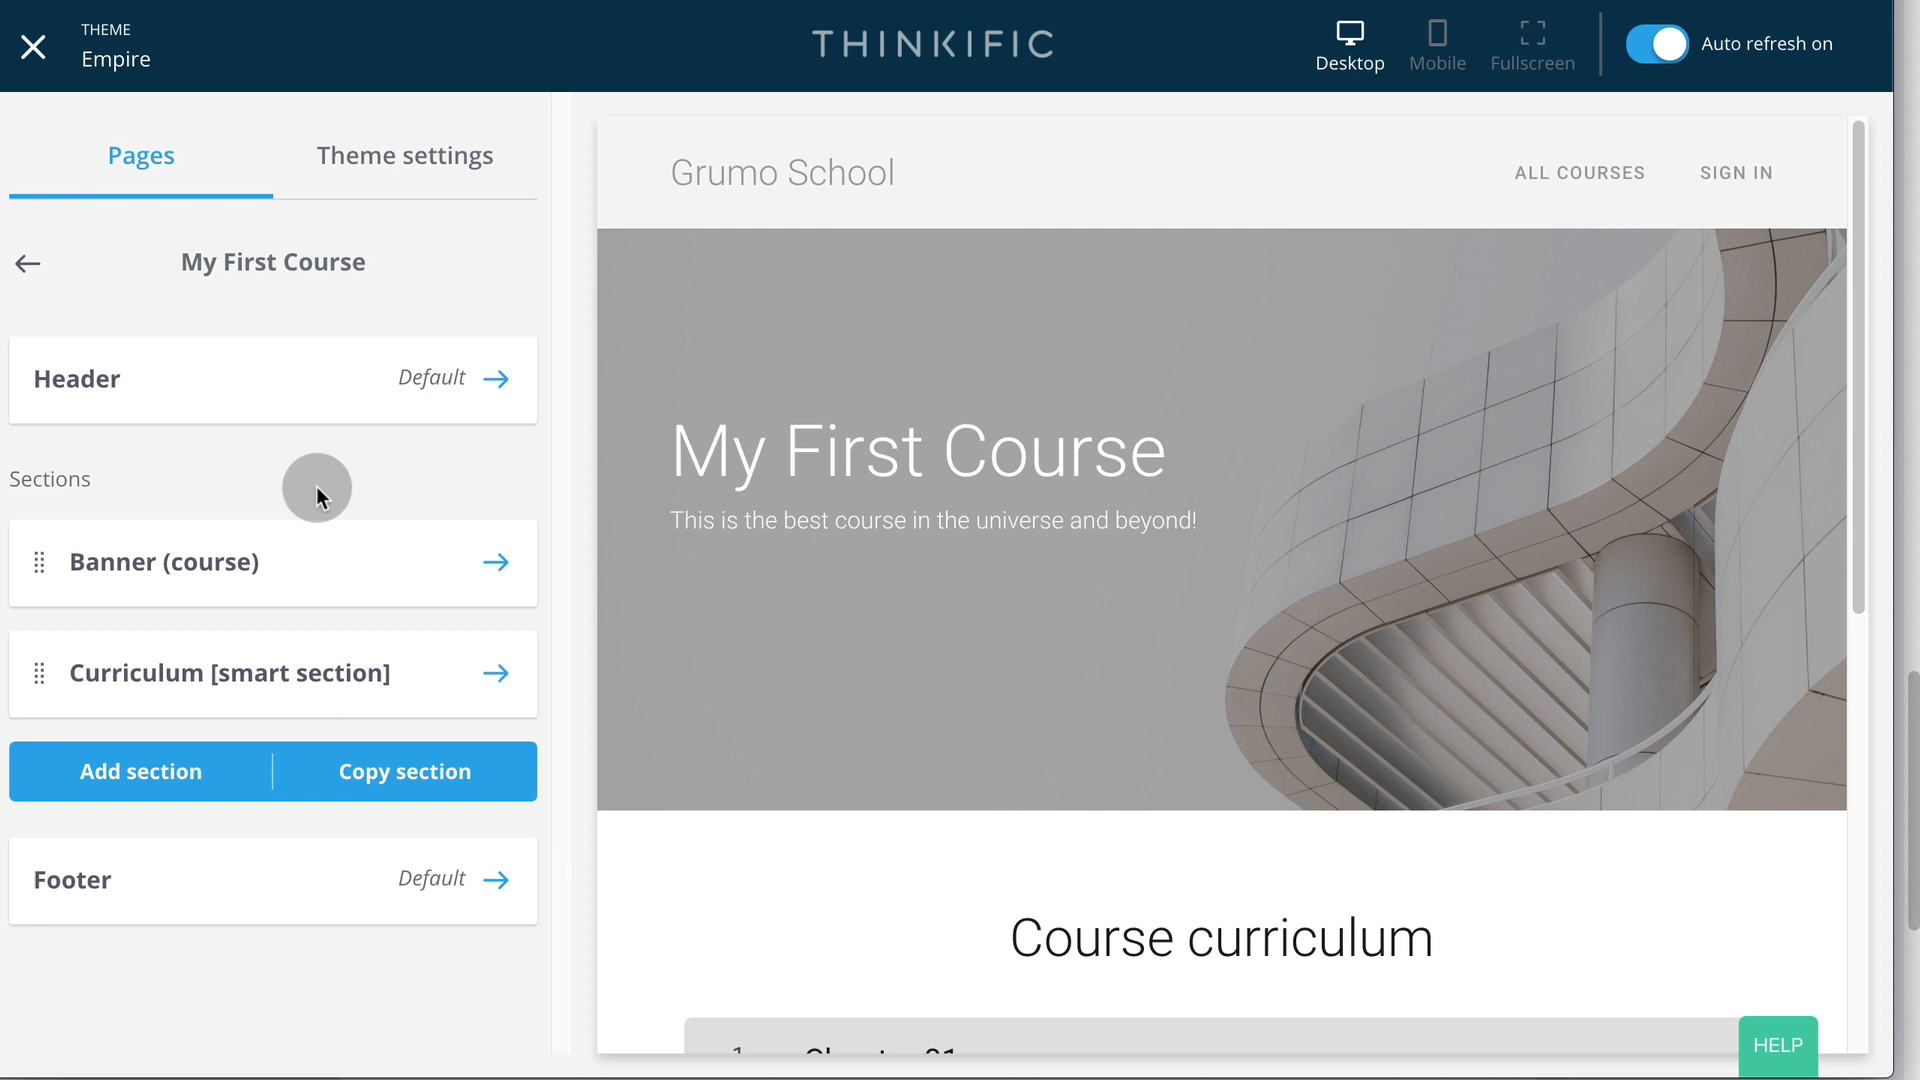 THEME
Empire
THINKIFIC
Desktop
Mobile
Fullscreen
Auto refresh on
Pages
Theme settings
My First Course
Header
Default
Sections
Banner (course)
Curriculum [smart section]
Add section
Copy section
Footer
Default
Grumo School
ALL COURSES
SIGN IN
My First Course
This is the best course in the universe and beyond!
Course curriculum
HELP